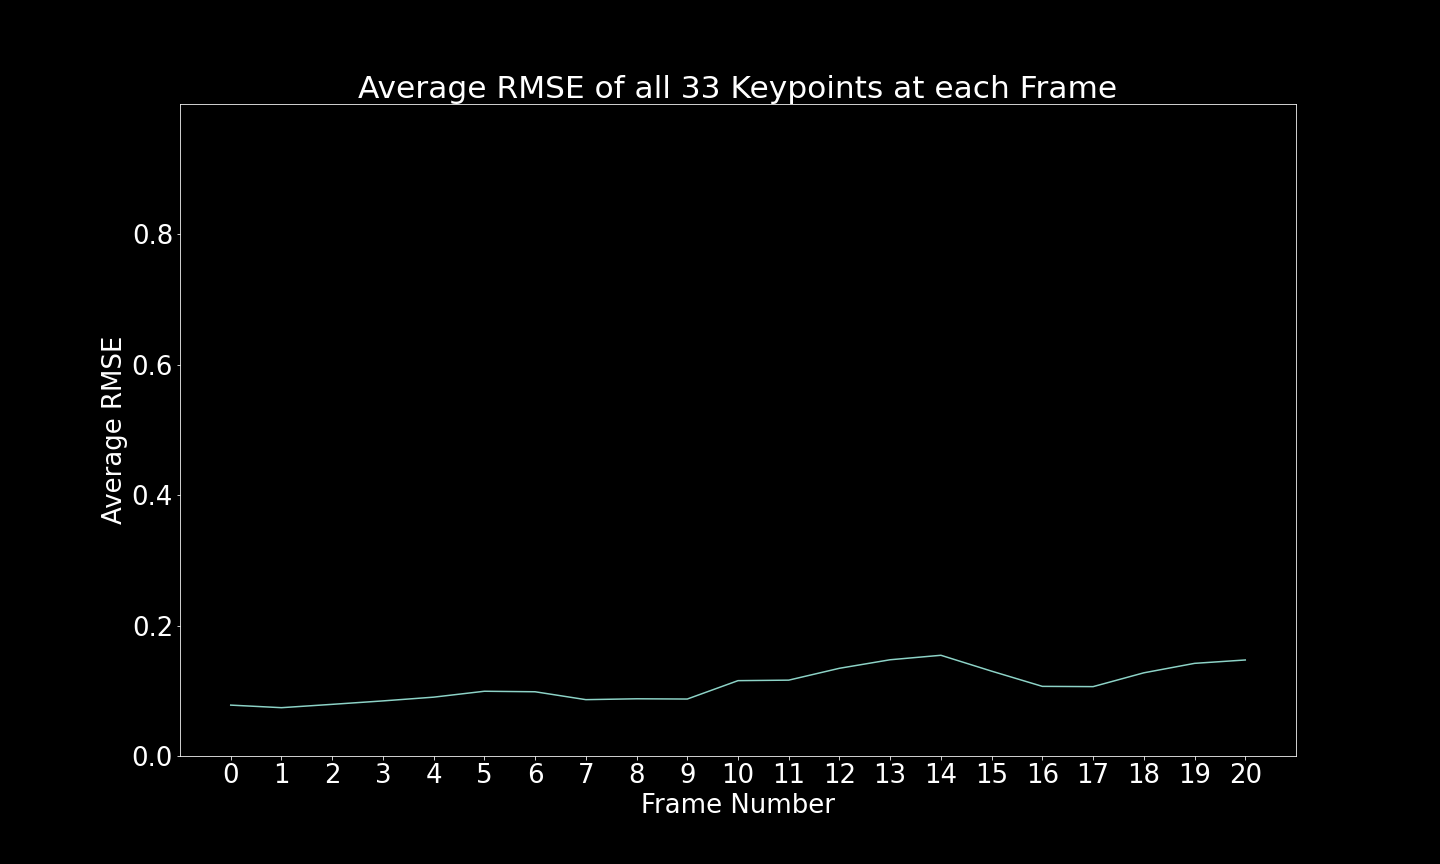 Average RMSE of all 33 Keypoints at each Frame
0.8
0.6
0.4
0.2
0.0
Average RMSE
0 1 2 3 4 5 6 7 8 9 10 11 12 13 14 15 16 17 18 19 20
Frame Number